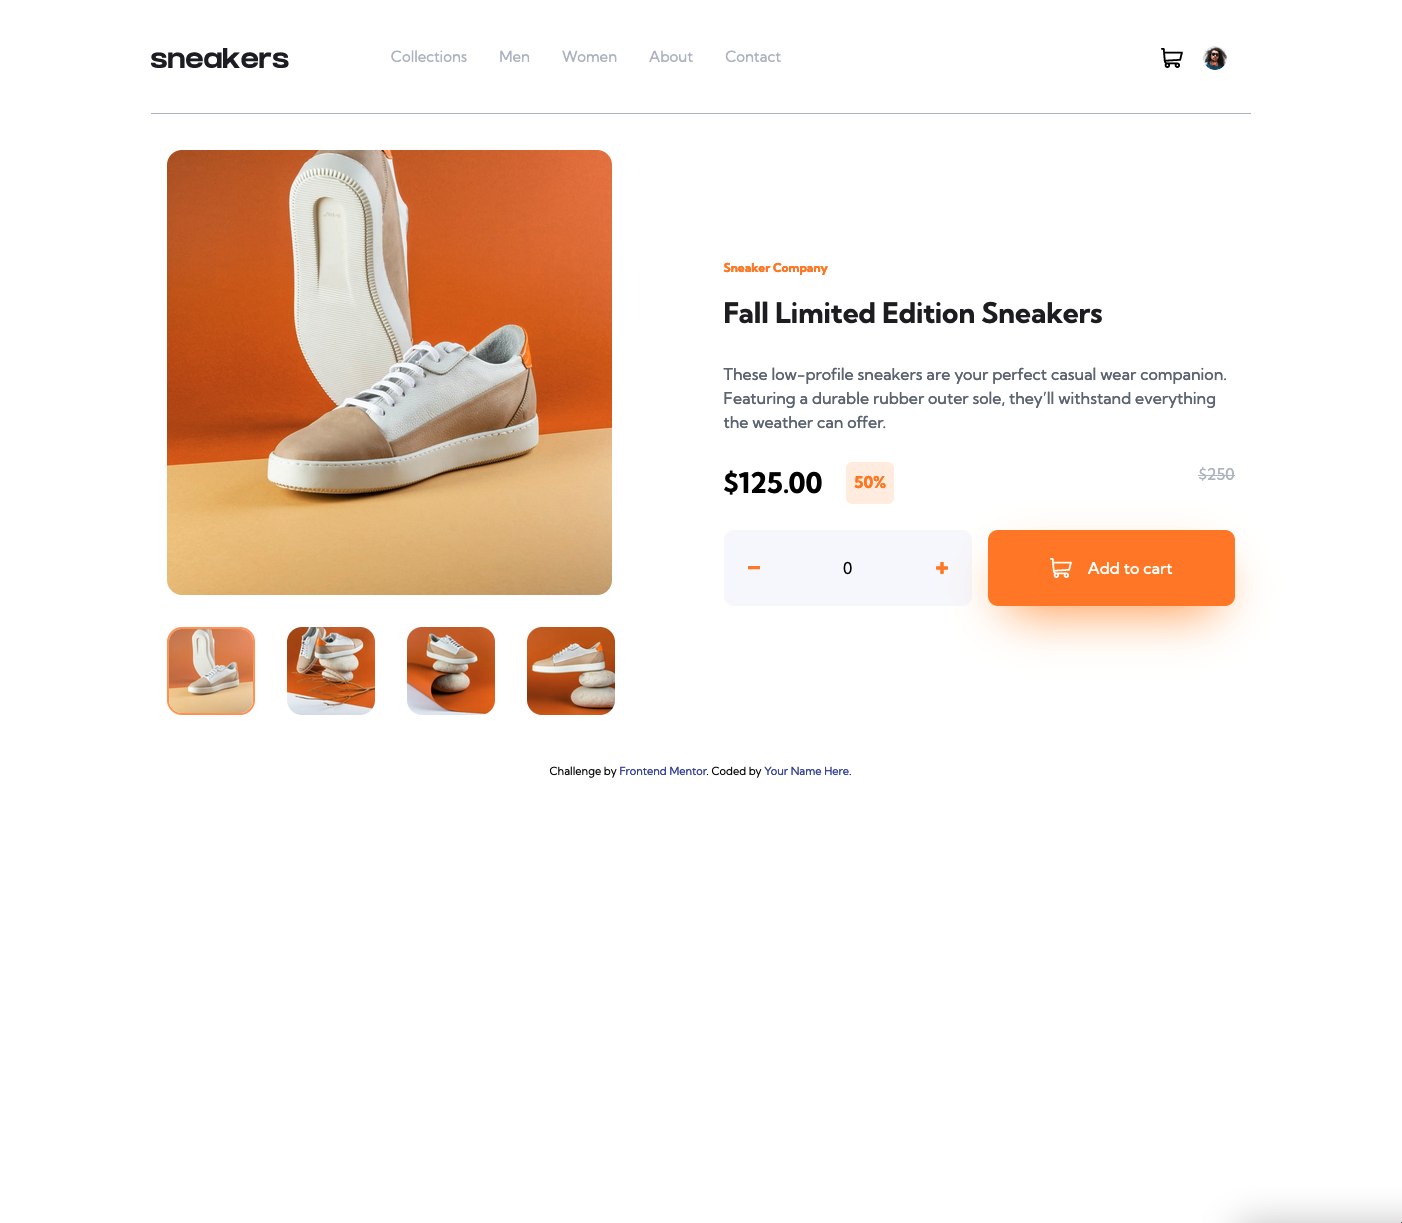 sneakers
Collections Men Women About Contact
Sneaker Company
Fall Limited Edition Sneakers
These low-profile sneakers are your perfect casual wear companion.
Featuring a durable rubber outer sole, they’ll withstand everything
the weather can offer.
$125.00 50% $250
0 Add to cart
Challenge by Frontend Mentor. Coded by Your Name Here.